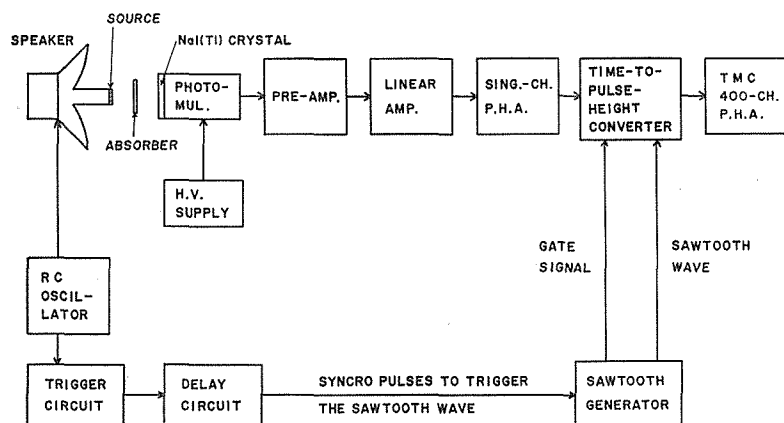 SOURCE
SPEAKER
NaI(Tl) CRYSTAL
PHOTO-
MUL.
PRE-AMP.
LINEAR
AMP.
SING.-CH.
P.H.A.
TIME-TO-
PULSE-
HEIGHT
CONVERTER
TMC
400-CH.
P.H.A.
ABSORBER
H.V.
SUPPLY
GATE
SIGNAL
SAWTOOTH
WAVE
RC
OSCIL-
LATOR
TRIGGER
CIRCUIT
DELAY
CIRCUIT
SYNCRO PULSES TO TRIGGER
THE SAWTOOTH WAVE
SAWTOOTH
GENERATOR